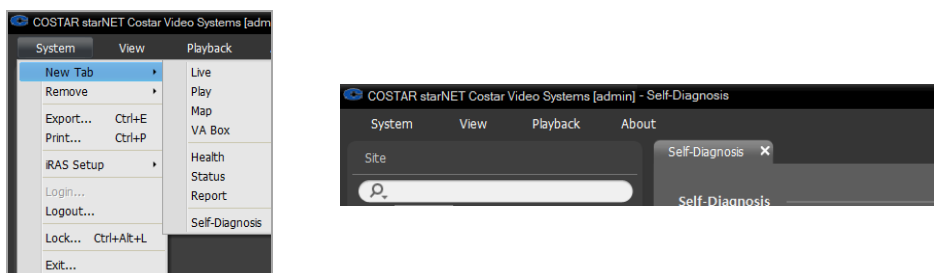 COSTAR starNET Costar Video Systems [adm
System View Playback
New Tab
Remove
Export... Ctrl+E
Print... Ctrl+P
iRAS Setup
Login...
Logout...
Lock... Ctrl+Alt+L
Exit...
Live
Play
Map
VA Box
Health
Status
Report
Self-Diagnosis
COSTAR starNET Costar Video Systems [admin] - Self-Diagnosis
System View Playback About
Site
Self-Diagnosis
Self-Diagnosis